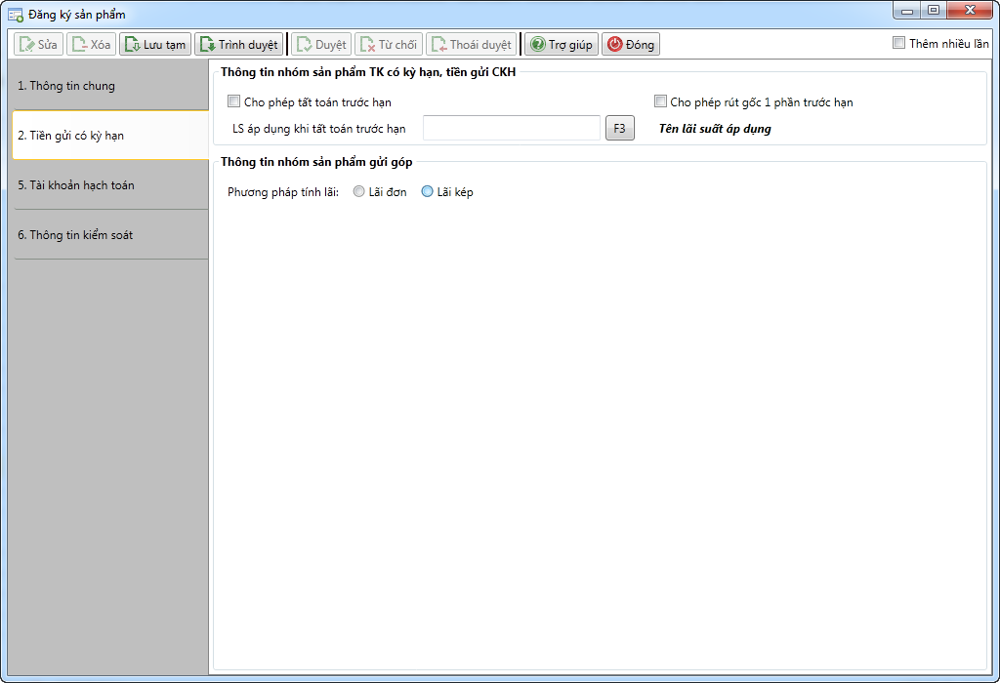 Đăng ký sản phẩm
Sửa Xóa Lưu tạm Trình duyệt Duyệt Từ chối Thoái duyệt Trợ giúp Đóng Thêm nhiều lần
1. Thông tin chung
2. Tiền gửi có kỳ hạn
5. Tài khoản hạch toán
6. Thông tin kiểm soát
Thông tin nhóm sản phẩm TK có kỳ hạn, tiền gửi CKH
Cho phép tất toán trước hạn Cho phép rút gốc 1 phần trước hạn
LS áp dụng khi tất toán trước hạn F3 Tên lãi suất áp dụng
Thông tin nhóm sản phẩm gửi góp
Phương pháp tính lãi: Lãi đơn Lãi kép